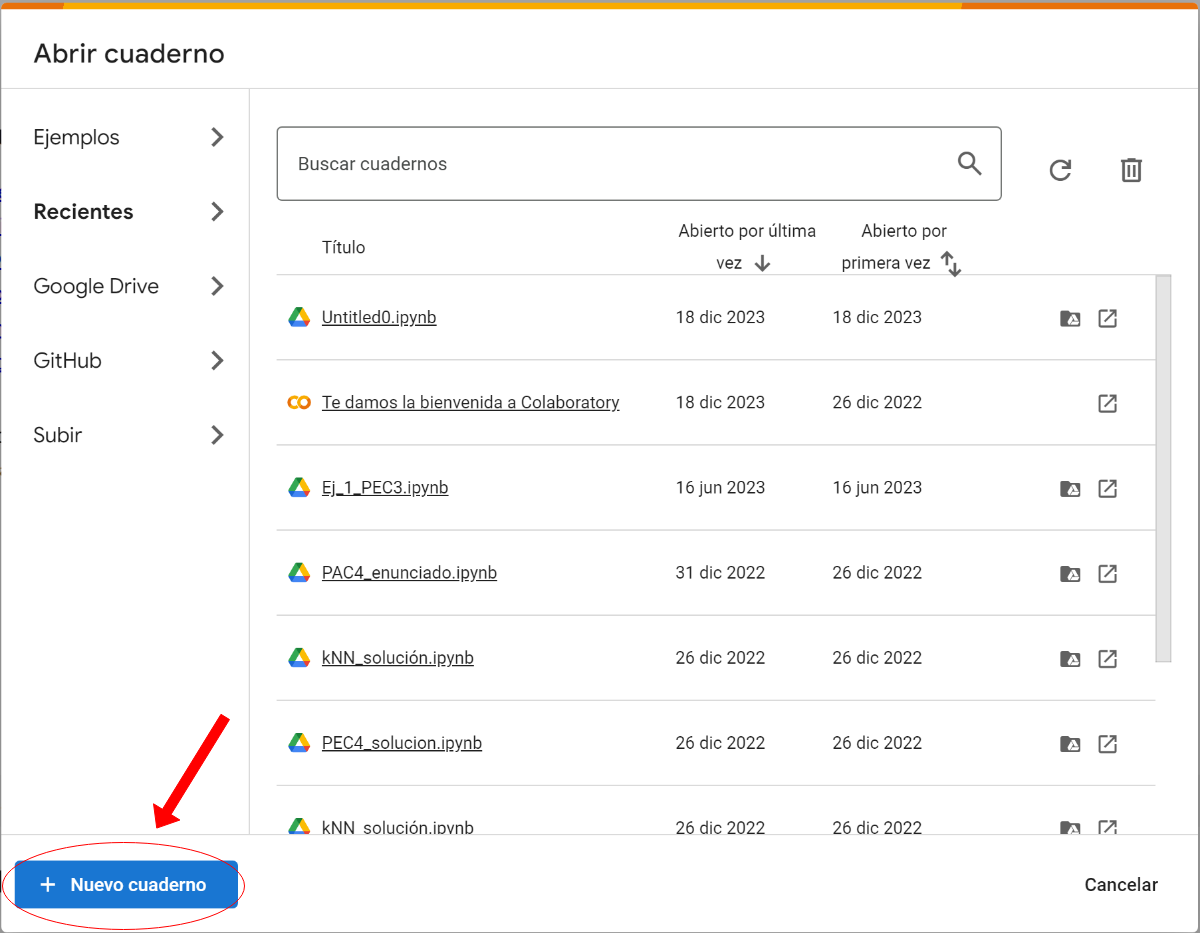 Abrir cuaderno
Ejemplos
Recientes
Google Drive
GitHub
Subir
Buscar cuadernos
Título
Abierto por última
vez
Abierto por
primera vez
Untitled0.ipynb 18 dic 2023 18 dic 2023
Te damos la bienvenida a Colaboratory 18 dic 2023 26 dic 2022
Ej_1_PEC3.ipynb 16 jun 2023 16 jun 2023
PAC4_enunciado.ipynb 31 dic 2022 26 dic 2022
kNN_solución.ipynb 26 dic 2022 26 dic 2022
PEC4_solucion.ipynb 26 dic 2022 26 dic 2022
kNN_solución.ipynb 26 dic 2022 26 dic 2022
+ Nuevo cuaderno
Cancelar